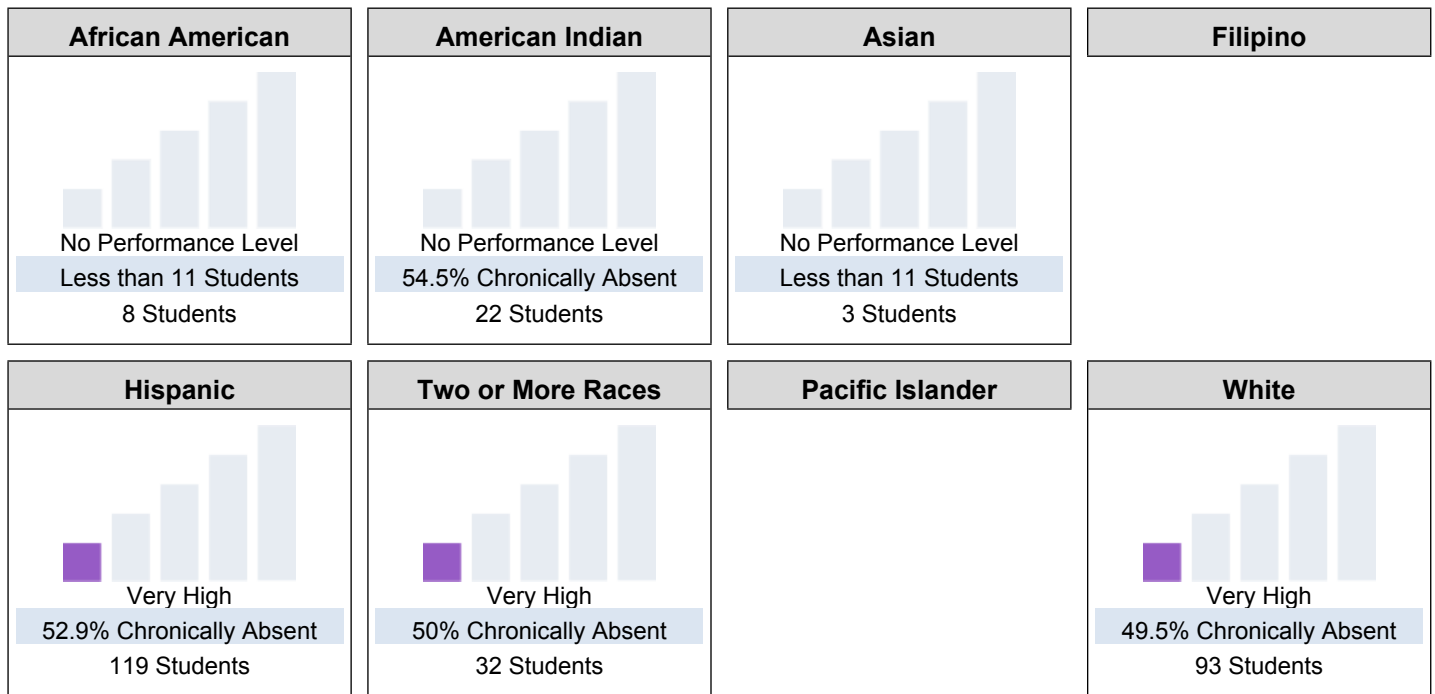 African American
No Performance Level
Less than 11 Students
8 Students
American Indian
No Performance Level
54.5% Chronically Absent
22 Students
Asian
No Performance Level
Less than 11 Students
3 Students
Filipino
Hispanic
Very High
52.9% Chronically Absent
119 Students
Two or More Races
Very High
50% Chronically Absent
32 Students
Pacific Islander
White
Very High
49.5% Chronically Absent
93 Students